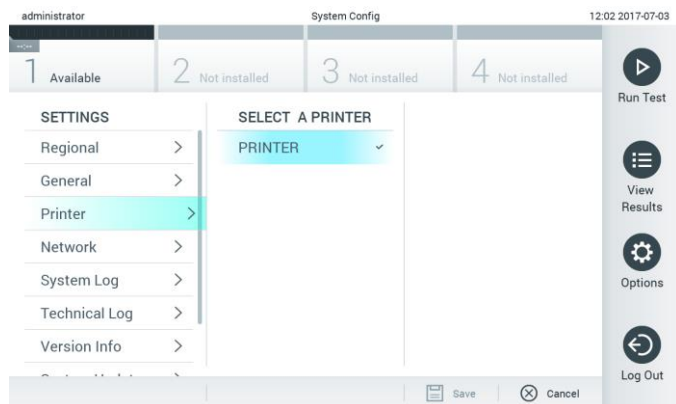 administrator System Config 12:02 2017-07-03
--:--
1 Available 2 Not installed 3 Not installed 4 Not installed
Run Test
SETTINGS
Regional
General
Printer
Network
System Log
Technical Log
Version Info
SELECT A PRINTER
PRINTER
View
Results
Options
Log Out
Save Cancel